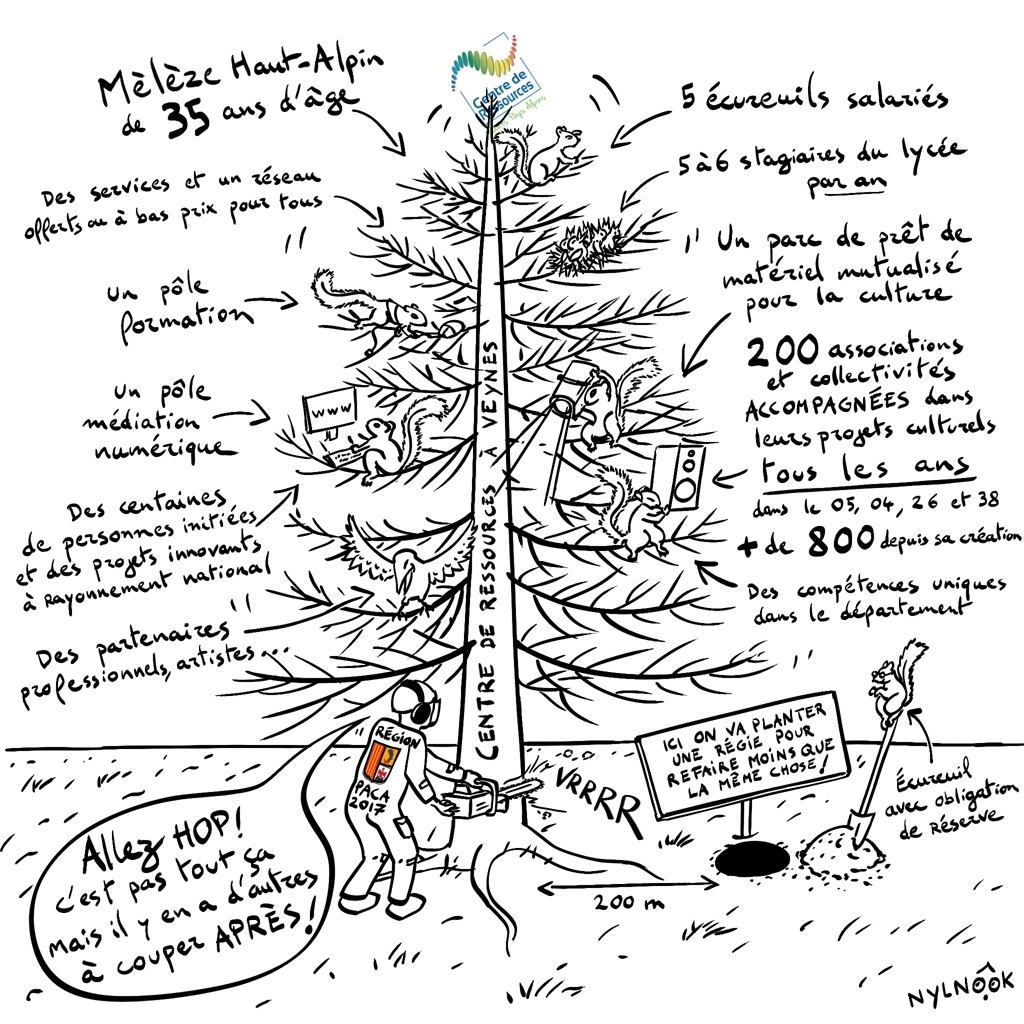 Mèlèze Haut-Alpin
de 35 ans d'âge
Centre de
Ressources
Pays Alpins
5 écureuils salariés
5 à 6 stagiaires du lycée
par an
Des services et un réseau
offerts ou à bas prix pour tous
Un pôle
formation
Un parc de prêt de
matériel mutualisé
pour la culture
Un pôle
médiation
numérique
www
200 associations
et collectivités
ACCOMPAGNÉES dans
leurs projets culturels
tous les ans
dans le 05, 04, 26 et 38
+ de 800 depuis sa création
Des centaines
de personnes initiées
et des projets innovants
à Rayonnement national
Des compétences uniques
dans le département
Des partenaires
professionnels, artistes...
CENTRE DE RESSOURCES À VEYNES
RÉGION
PACA
2017
VRRRR
ICI ON VA PLANTER
UNE RÉGIE POUR
REFAIRE MOINS QUE
LA MÊME CHOSE!
Écureuil
avec obligation
de Réserve
Allez HOP!
c'est pas tout ça
mais il y en a d'autres
à couper APRÈS!
200 m
NYLNÔÔK